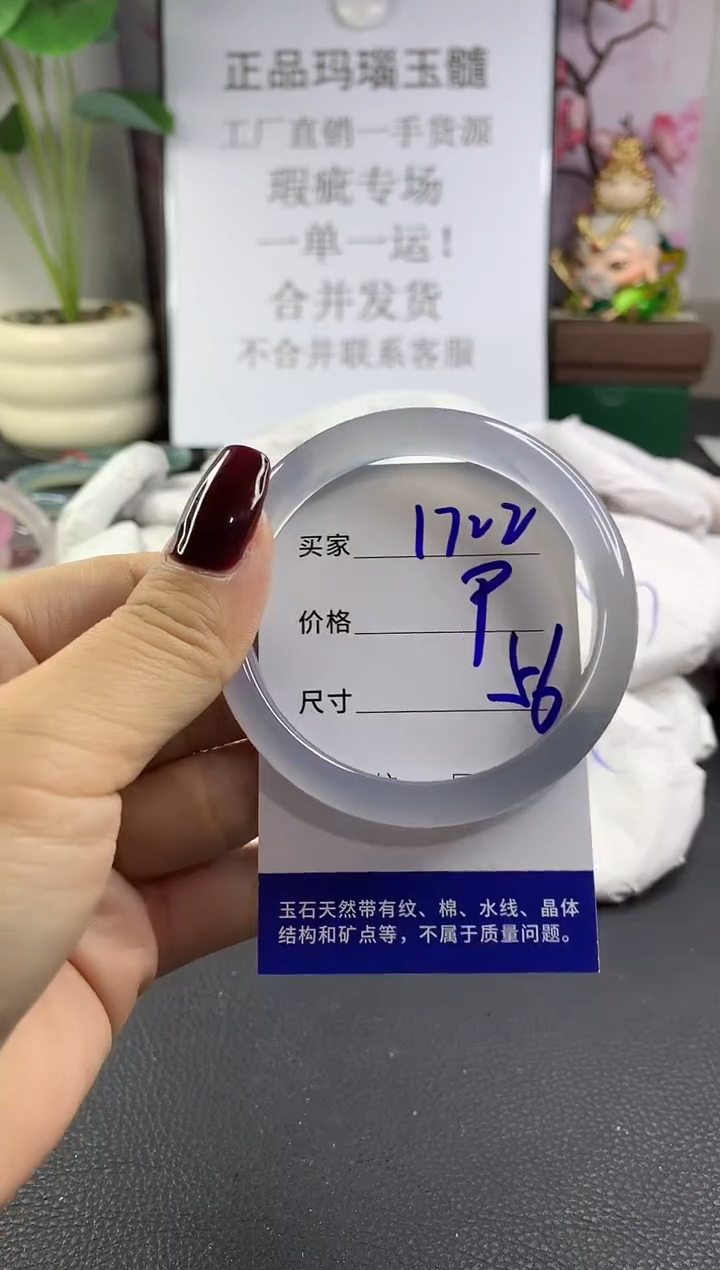 正品玛瑙玉髓
工厂直销一手货源
瑕疵专场
一单一运！
合并发货
不合并联系客服
买家 1722
价格 P
尺寸 56
玉石天然带有纹、棉、水线、晶体
结构和矿点等，不属于质量问题。